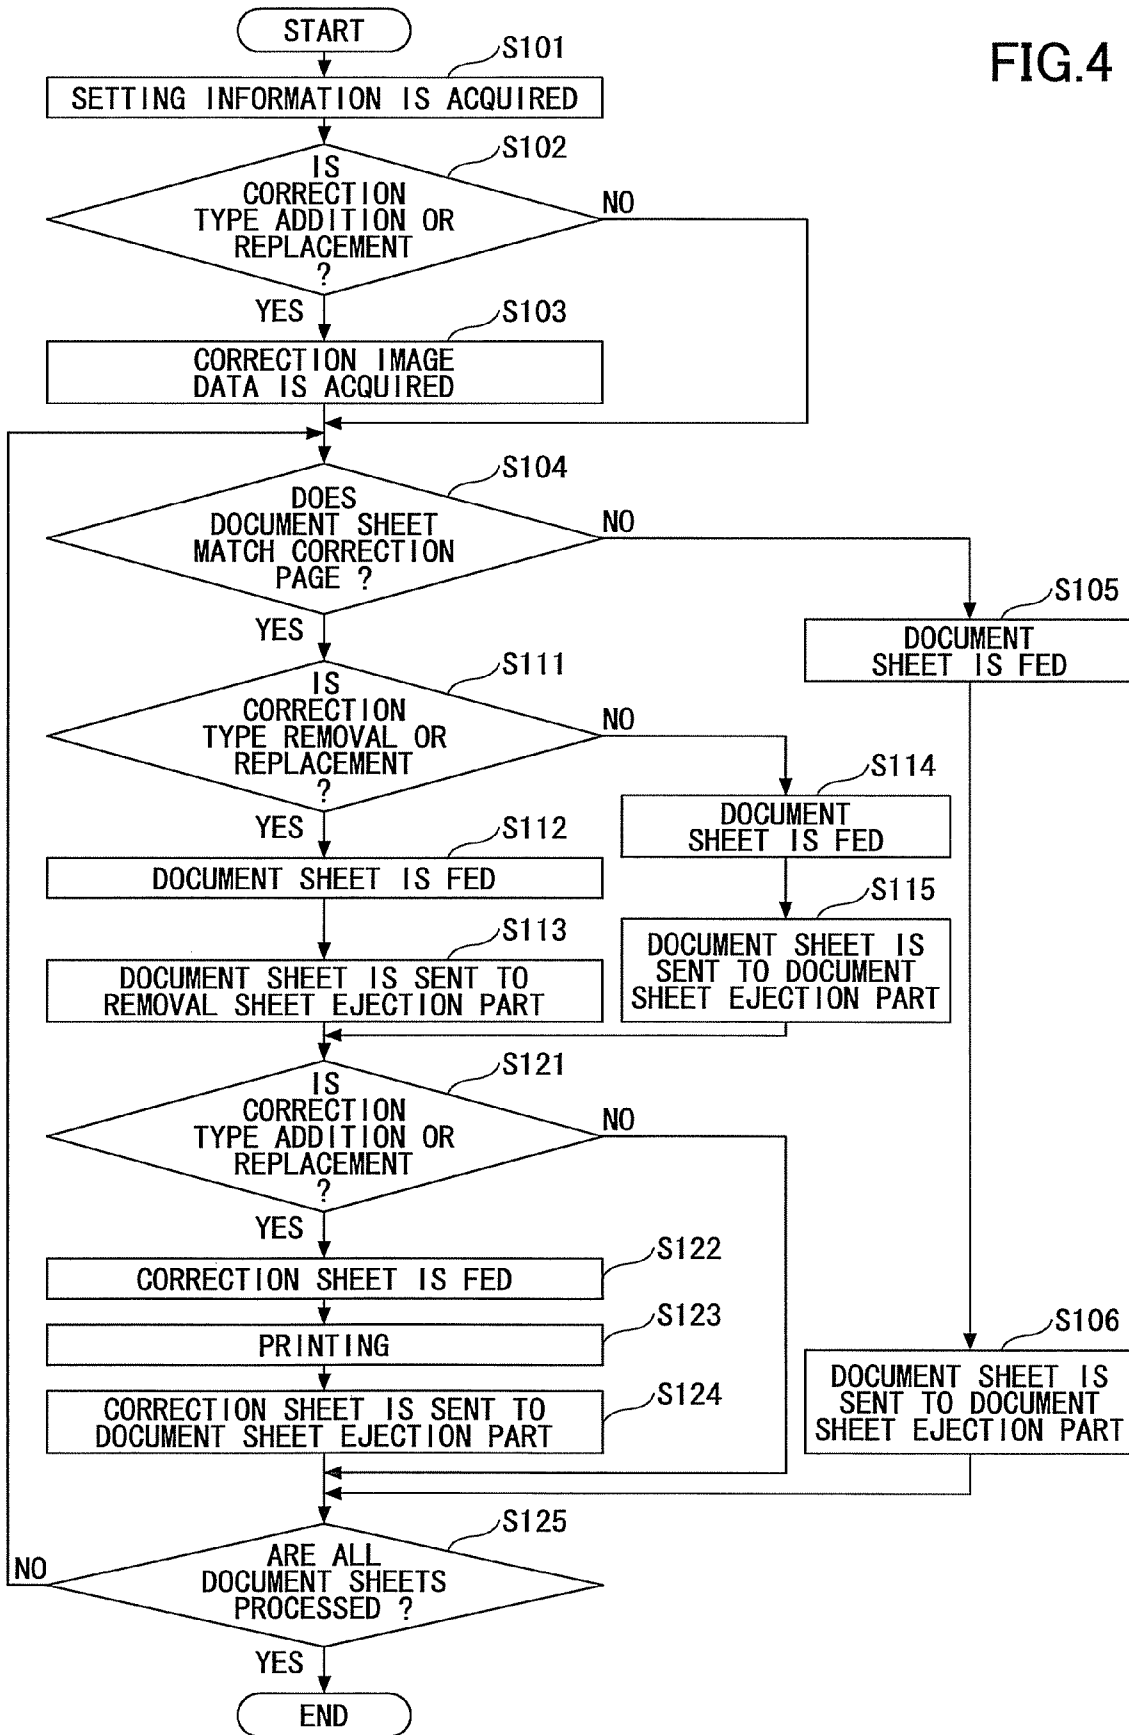 FIG.4
START
S101
SETTING INFORMATION IS ACQUIRED
S102
IS
CORRECTION
TYPE ADDITION OR
REPLACEMENT
?
NO
YES
S103
CORRECTION IMAGE
DATA IS ACQUIRED
S104
DOES
DOCUMENT SHEET
MATCH CORRECTION
PAGE ?
NO
YES
S105
DOCUMENT
SHEET IS FED
S111
IS
CORRECTION
TYPE REMOVAL OR
REPLACEMENT
?
NO
YES
S114
DOCUMENT
SHEET IS FED
S112
DOCUMENT SHEET IS FED
S115
DOCUMENT SHEET IS
SENT TO DOCUMENT
SHEET EJECTION PART
S113
DOCUMENT SHEET IS SENT TO
REMOVAL SHEET EJECTION PART
S121
IS
CORRECTION
TYPE ADDITION OR
REPLACEMENT
?
NO
YES
S122
CORRECTION SHEET IS FED
S123
PRINTING
S106
DOCUMENT SHEET IS
SENT TO DOCUMENT
SHEET EJECTION PART
S124
CORRECTION SHEET IS SENT TO
DOCUMENT SHEET EJECTION PART
S125
ARE ALL
DOCUMENT SHEETS
PROCESSED ?
NO
YES
END